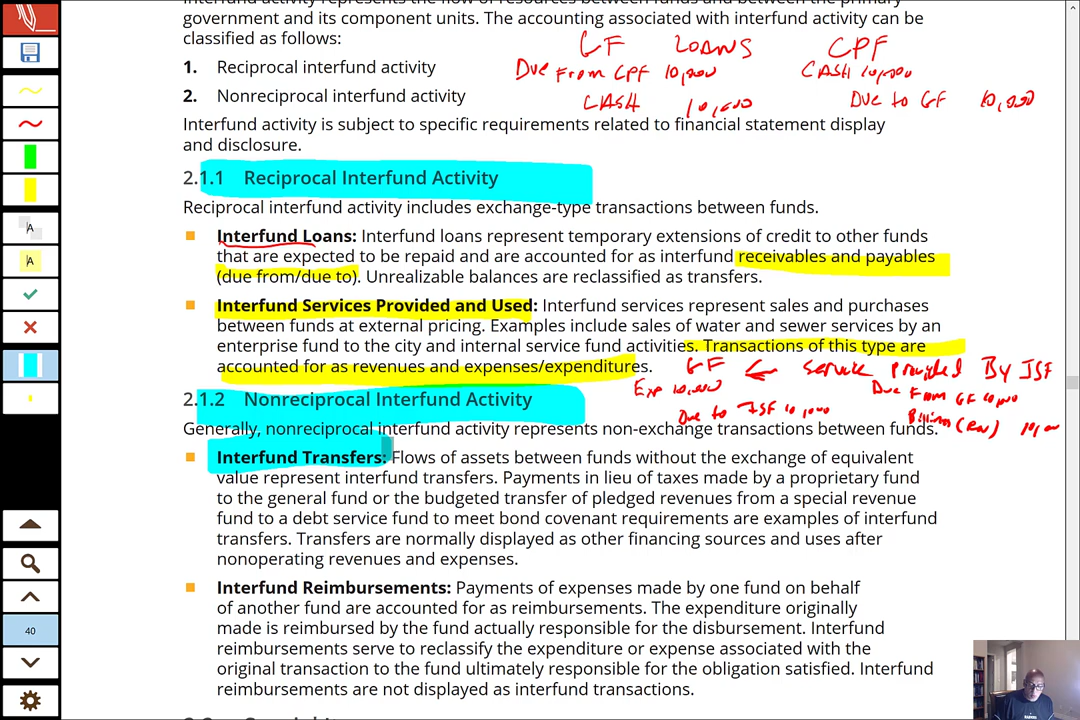 Interfund activity represents the flow of resources between funds and between the primary
government and its component units. The accounting associated with interfund activity can be
classified as follows:
GF LOANS CPF
1. Reciprocal interfund activity
Due From CPF 10,000
CASH 10,000
2. Nonreciprocal interfund activity
CASH 10,000
Due to GF 10,000
Interfund activity is subject to specific requirements related to financial statement display
and disclosure.
2.1.1 Reciprocal Interfund Activity
Reciprocal interfund activity includes exchange-type transactions between funds.
Interfund Loans: Interfund loans represent temporary extensions of credit to other funds
that are expected to be repaid and are accounted for as interfund receivables and payables
(due from/due to). Unrealizable balances are reclassified as transfers.
Interfund Services Provided and Used: Interfund services represent sales and purchases
between funds at external pricing. Examples include sales of water and sewer services by an
enterprise fund to the city and internal service fund activities. Transactions of this type are
accounted for as revenues and expenses/expenditures.
GF ← Service Provided By ISF
Exp 10,000
Due From GF 10,000
2.1.2 Nonreciprocal Interfund Activity
Due to ISF 10,000
Billings (Rev) 10,00
Generally, nonreciprocal interfund activity represents non-exchange transactions between funds.
Interfund Transfers: Flows of assets between funds without the exchange of equivalent
value represent interfund transfers. Payments in lieu of taxes made by a proprietary fund
to the general fund or the budgeted transfer of pledged revenues from a special revenue
fund to a debt service fund to meet bond covenant requirements are examples of interfund
transfers. Transfers are normally displayed as other financing sources and uses after
nonoperating revenues and expenses.
Interfund Reimbursements: Payments of expenses made by one fund on behalf
of another fund are accounted for as reimbursements. The expenditure originally
made is reimbursed by the fund actually responsible for the disbursement. Interfund
reimbursements serve to reclassify the expenditure or expense associated with the
original transaction to the fund ultimately responsible for the obligation satisfied. Interfund
reimbursements are not displayed as interfund transactions.
A
A
40